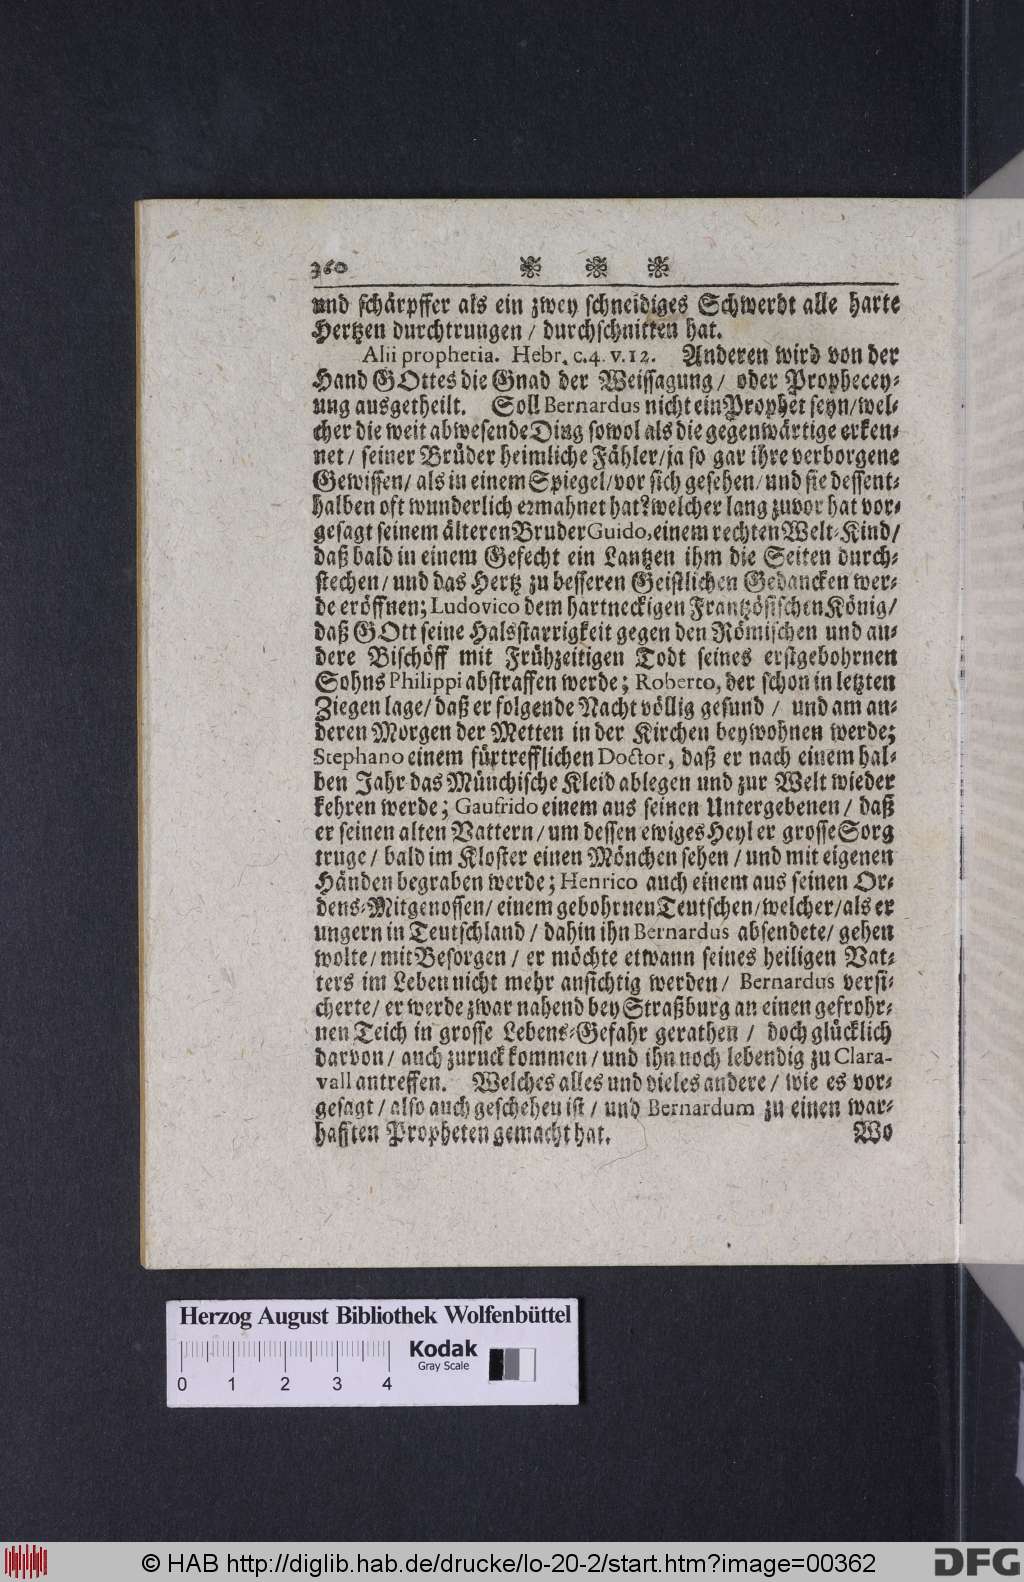 360
und schärpffer als ein zwey schneidiges Schwerdt alle harte
Hertzen durchtrungen / durchschnitten hat.
Alii prophetia. Hebr. c.4. v.12. Anderen wird von der
Hand GOttes die Gnad der Weissagung / oder Prophecey-
ung ausgetheilt. Soll Bernardus nicht ein Prophet seyn / wel-
cher die weit abwesende Ding sowol als die gegenwärtige erken-
net / seiner Brüder heimliche Fähler / ja so gar ihre verborgene
Gewissen / als in einem Spiegel / vor sich gesehen / und sie dessent-
halben oft wunderlich ermahnet hat? welcher lang zuvor hat vor-
gesagt seinem älteren Bruder Guido, einem rechten Welt-Kind /
daß bald in einem Gefecht ein Lantzen ihm die Seiten durch-
stechen / und das Hertz zu besseren Geistlichen Gedancken wer-
de eröffnen; Ludovico dem hartneckigen Frantzösischen König /
daß GOtt seine Halsstarrigkeit gegen den Römischen und an-
dere Bischöff mit Frühzeitigen Todt seines erstgebohrnen
Sohns Philippi abstraffen werde; Roberto, der schon in letzten
Ziegen lage / daß er folgende Nacht völlig gesund / und am an-
deren Morgen der Metten in der Kirchen beywohnen werde;
Stephano einem fürtrefflichen Doctor, daß er nach einem hal-
ben Jahr das Münchische Kleid ablegen und zur Welt wieder
kehren werde; Gaufrido einem aus seinen Untergebenen / daß
er seinen alten Vattern / um dessen ewiges Heyl er grosse Sorg
truge / bald im Kloster einen Mönchen sehen / und mit eigenen
Händen begraben werde; Henrico auch einem aus seinen Or-
dens-Mitgenossen / einem gebohrnen Teutschen / welcher / als er
ungern in Teutschland / dahin ihn Bernardus absendete / gehen
wolte / mit Besorgen / er möchte etwann seines heiligen Vat-
ters im Leben nicht mehr ansichtig werden / Bernardus versi-
cherte / er werde zwar nahend bey Straßburg an einen gefrohr-
nen Teich in grosse Lebens-Gefahr gerathen / doch glücklich
darvon / auch zuruck kommen / und ihn noch lebendig zu Clara-
vall antreffen. Welches alles und vieles andere / wie es vor-
gesagt / also auch geschehen ist / und Bernardum zu einen war-
hafften Propheten gemacht hat.
Wo
Herzog August Bibliothek Wolfenbüttel
Kodak
Gray Scale
0 1 2 3 4
© HAB http://diglib.hab.de/drucke/lo-20-2/start.htm?image=00362
DFG